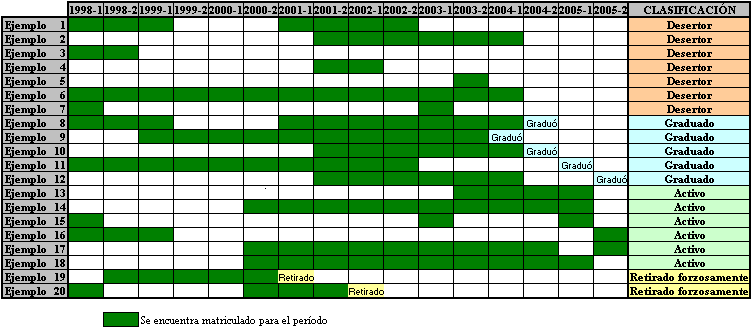 1998-1 1998-2 1999-1 1999-2 2000-1 2000-2 2001-1 2001-2 2002-1 2002-2 2003-1 2003-2 2004-1 2004-2 2005-1 2005-2 CLASIFICACIÓN
Ejemplo 1 Desertor
Ejemplo 2 Desertor
Ejemplo 3 Desertor
Ejemplo 4 Desertor
Ejemplo 5 Desertor
Ejemplo 6 Desertor
Ejemplo 7 Desertor
Ejemplo 8 Graduó Graduado
Ejemplo 9 Graduó Graduado
Ejemplo 10 Graduó Graduado
Ejemplo 11 Graduó Graduado
Ejemplo 12 Graduó Graduado
Ejemplo 13 Activo
Ejemplo 14 Activo
Ejemplo 15 Activo
Ejemplo 16 Activo
Ejemplo 17 Activo
Ejemplo 18 Activo
Ejemplo 19 Retirado Retirado forzosamente
Ejemplo 20 Retirado Retirado forzosamente
Se encuentra matriculado para el período